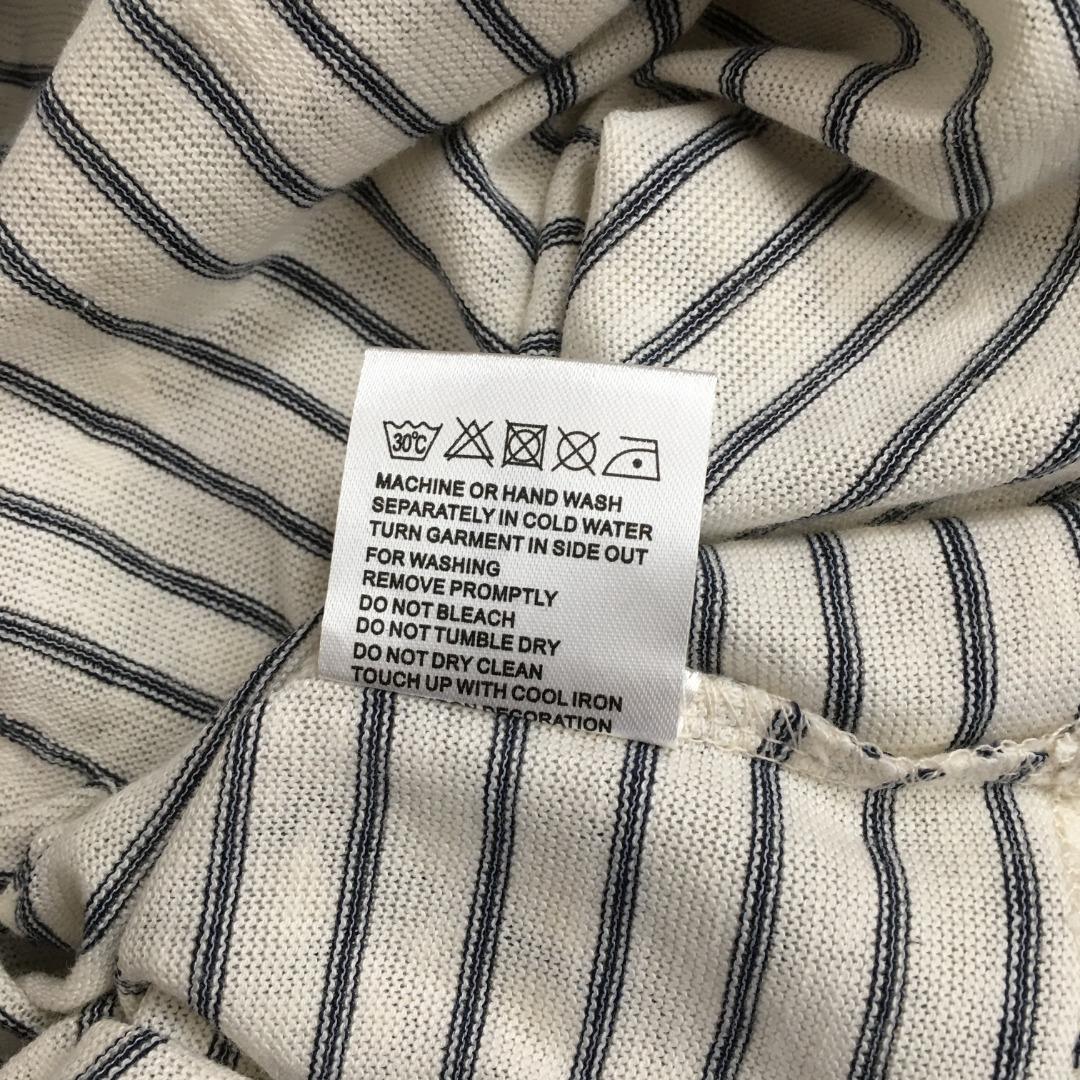 30°C
MACHINE OR HAND WASH
SEPARATELY IN COLD WATER
TURN GARMENT IN SIDE OUT
FOR WASHING
REMOVE PROMPTLY
DO NOT BLEACH
DO NOT TUMBLE DRY
DO NOT DRY CLEAN
TOUCH UP WITH COOL IRON
DECORATION